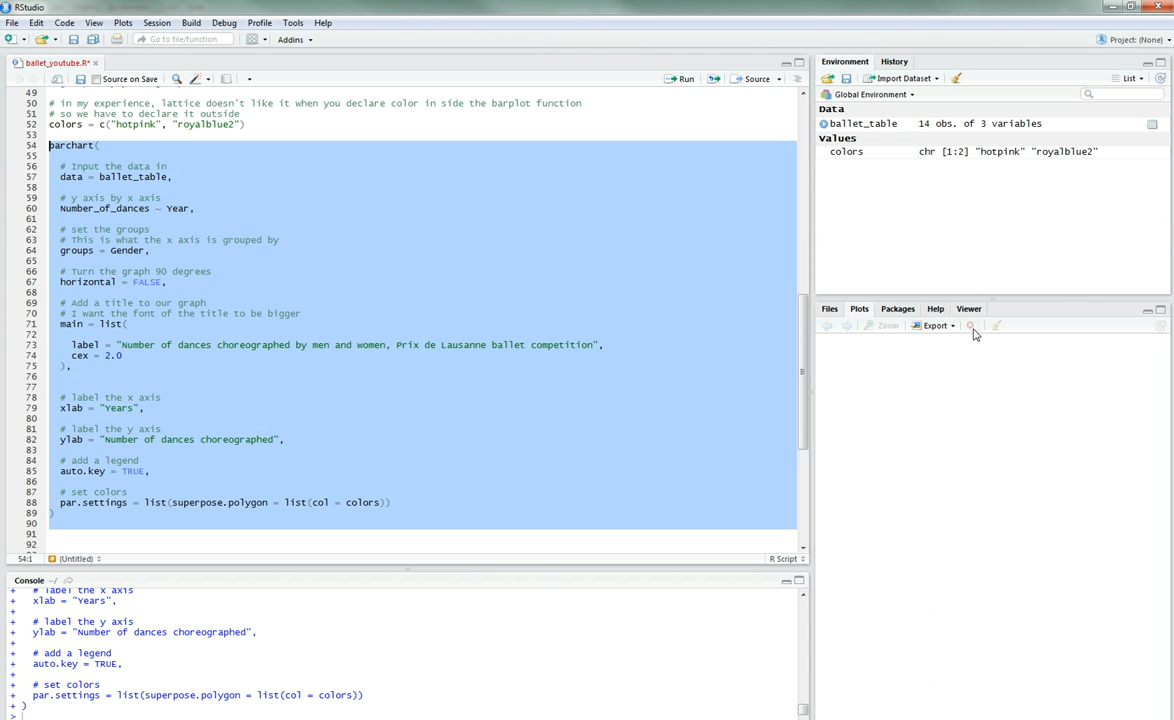 RStudio
File Edit Code View Plots Session Build Debug Profile Tools Help
Go to file/function Addins Project: (None)
ballet_youtube.R*
Source on Save Run Source
49
50 # in my experience, lattice doesn't like it when you declare color in side the barplot function
51 # so we have to declare it outside
52 colors = c("hotpink", "royalblue2")
53
54 barchart(
55
56 # Input the data in
57 data = ballet_table,
58
59 # y axis by x axis
60 Number_of_dances ~ Year,
61
62 # set the groups
63 # This is what the x axis is grouped by
64 groups = Gender,
65
66 # Turn the graph 90 degrees
67 horizontal = FALSE,
68
69 # Add a title to our graph
70 # I want the font of the title to be bigger
71 main = list(
72
73 label = "Number of dances choreographed by men and women, Prix de Lausanne ballet competition",
74 cex = 2.0
75 ),
76
77
78 # label the x axis
79 xlab = "Years",
80
81 # label the y axis
82 ylab = "Number of dances choreographed",
83
84 # add a legend
85 auto.key = TRUE,
86
87 # set colors
88 par.settings = list(superpose.polygon = list(col = colors))
89 )
90
91
92
54:1 (Untitled) R Script
Console ~/
+ # label the x axis
+ xlab = "Years",
+
+ # label the y axis
+ ylab = "Number of dances choreographed",
+
+ # add a legend
+ auto.key = TRUE,
+
+ # set colors
+ par.settings = list(superpose.polygon = list(col = colors))
+ )
>
Environment History
Import Dataset List
Global Environment
Data
ballet_table 14 obs. of 3 variables
Values
colors chr [1:2] "hotpink" "royalblue2"
Files Plots Packages Help Viewer
Zoom Export